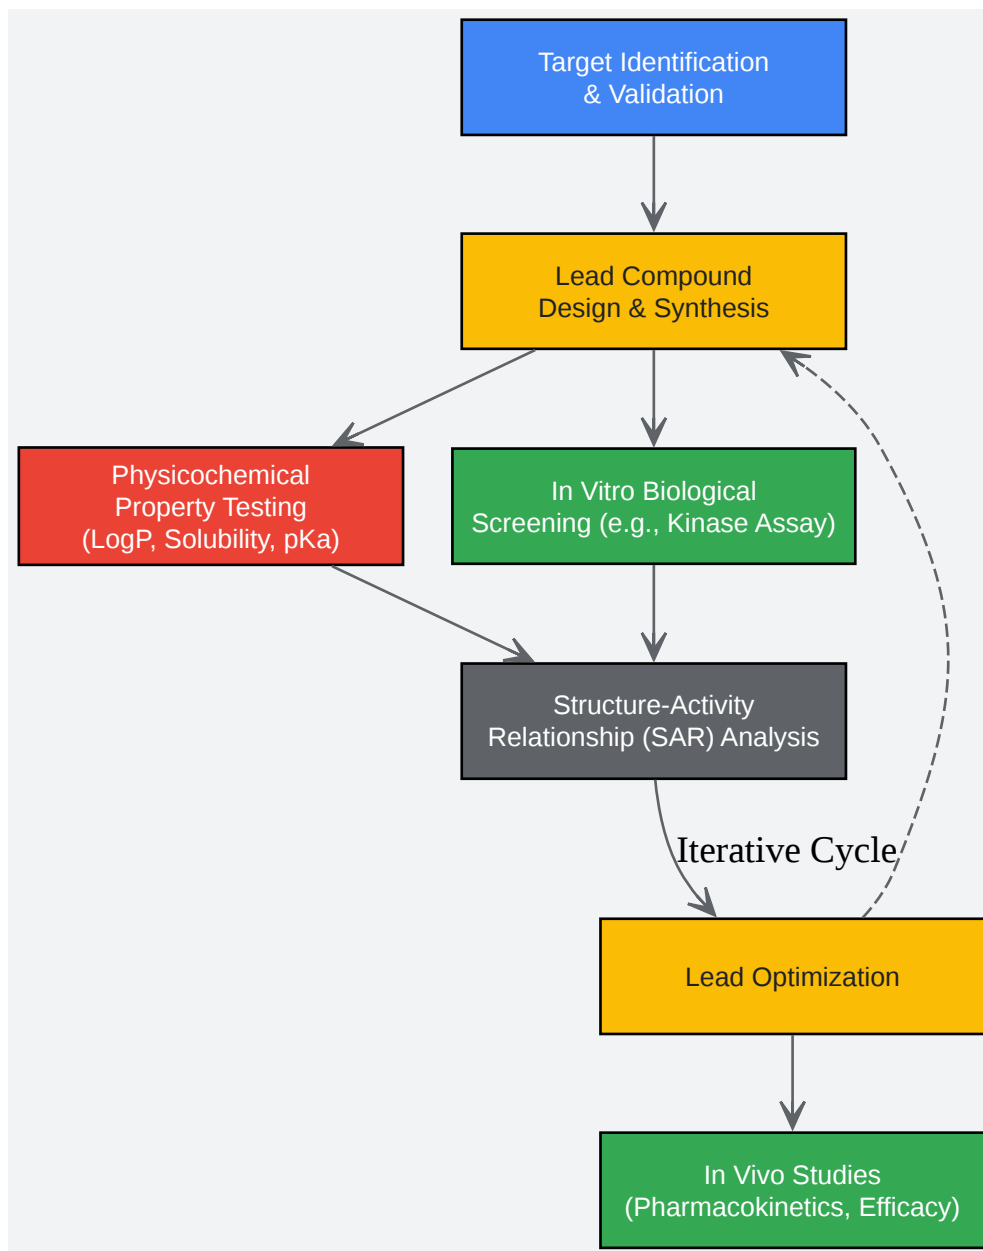 Target Identification
& Validation
Lead Compound
Design & Synthesis
Physicochemical
Property Testing
(LogP, Solubility, pKa)
In Vitro Biological
Screening (e.g., Kinase Assay)
Structure-Activity
Relationship (SAR) Analysis
Iterative Cycle
Lead Optimization
In Vivo Studies
(Pharmacokinetics, Efficacy)